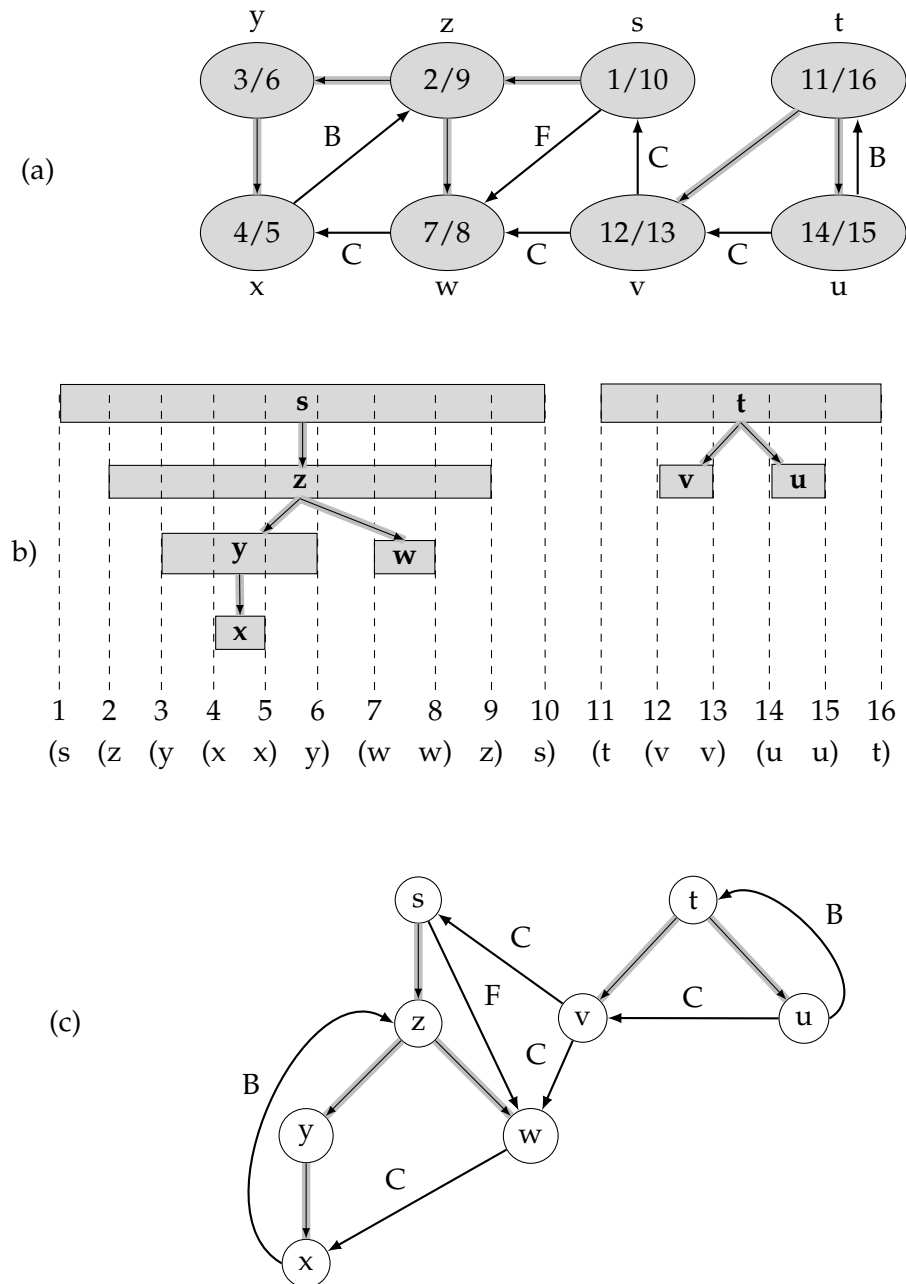 y z s t
3/6 2/9 1/10 11/16
B F C B
(a)
4/5 7/8 12/13 14/15
C C C
x w v u
s t
z v u
b) y w
x
1 2 3 4 5 6 7 8 9 10 11 12 13 14 15 16
(s (z (y (x x) y) (w w) z) s) (t (v v) (u u) t)
s t B
C
F C
(c) z v u
C
B
y w
C
x